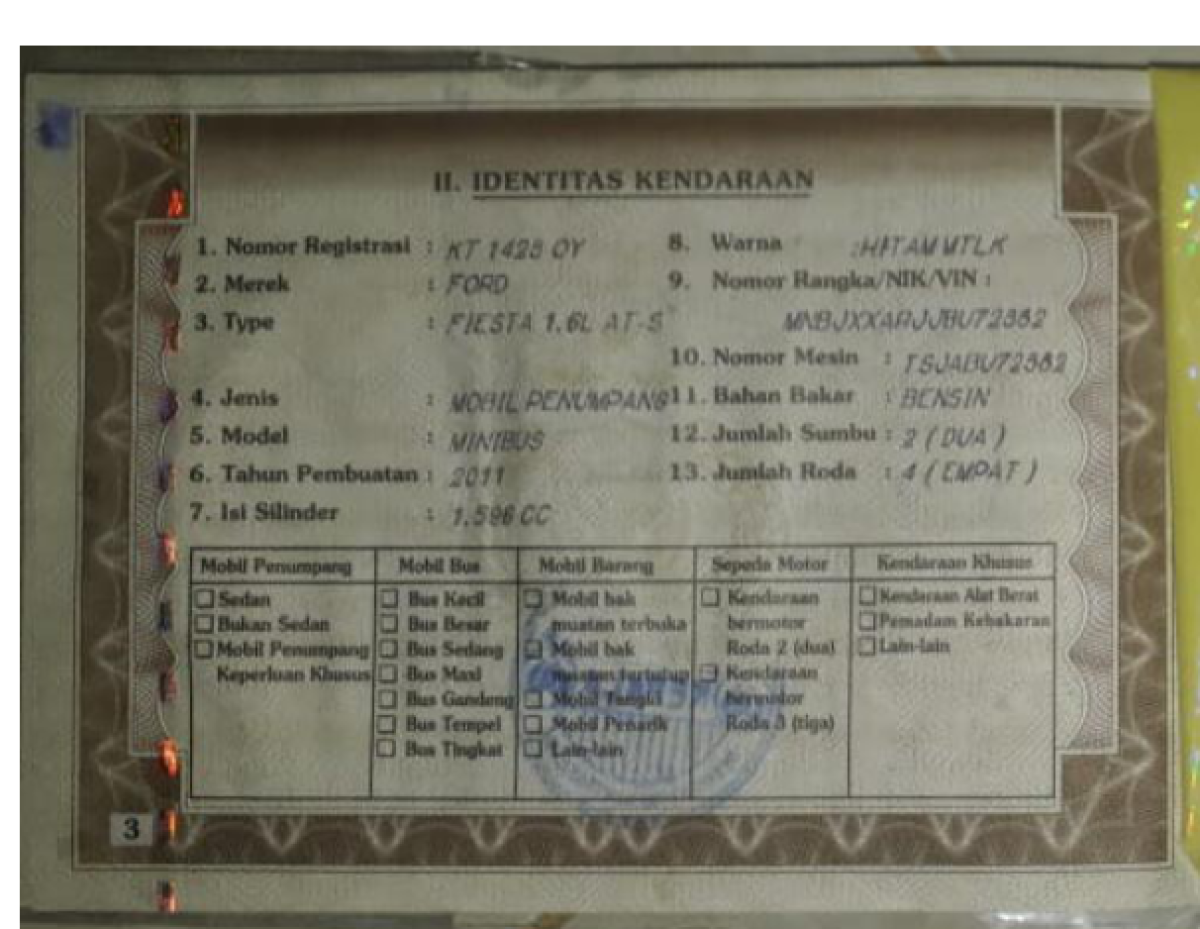 II. IDENTITAS KENDARAAN
1. Nomor Registrasi : KT 1428 OY
2. Merek : FORD
3. Type : FIESTA 1.6L AT-S
4. Jenis : MOBIL PENUMPANG
5. Model : MINIBUS
6. Tahun Pembuatan : 2011
7. Isi Silinder : 1.596 CC
8. Warna : HITAM MTLK
9. Nomor Rangka/NIK/VIN :
10. Nomor Mesin :
11. Bahan Bakar : BENSIN
12. Jumlah Sumbu : 2 ( DUA )
13. Jumlah Roda : 4 ( EMPAT )
Mobil Penumpang
Sedan
Bukan Sedan
Mobil Penumpang
Keperluan Khusus
Mobil Bus
Bus Kecil
Bus Besar
Bus Sedang
Bus Maxi
Bus Gandeng
Bus Tempel
Bus Tingkat
Mobil Barang
Mobil bak
muatan terbuka
Mobil bak
muatan tertutup
Mobil Tangki
Mobil Penarik
Lain-lain
Sepeda Motor
Kendaraan
bermotor
Roda 2 (dua)
Kendaraan
bermotor
Roda 3 (tiga)
Kendaraan Khusus
Kendaraan Alat Berat
Pemadam Kebakaran
Lain-lain
3